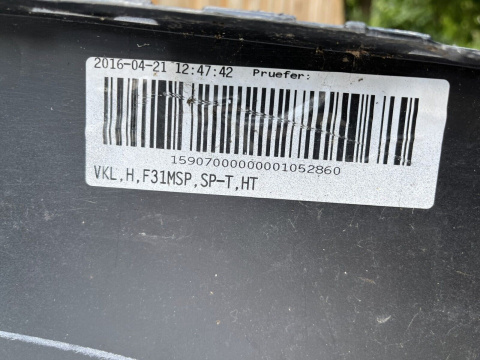 2016-04-21 12:47:42 Pruefer:
15907000000001052860
VKL,H,F31MSP,SP-T,HT